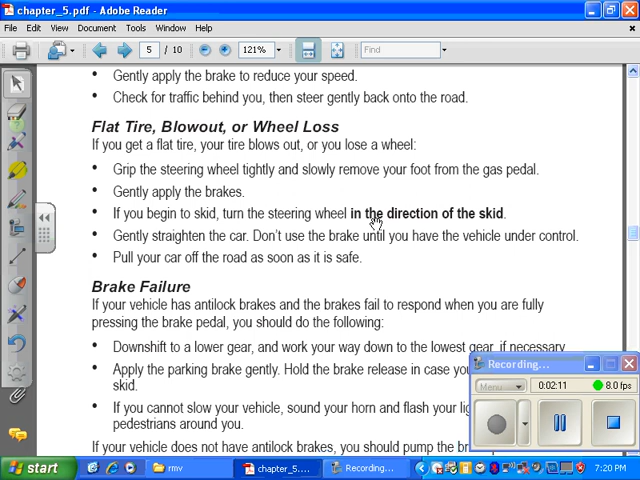 chapter_5.pdf - Adobe Reader
File Edit View Document Tools Window Help
5 / 10 121% Find
• Gently apply the brake to reduce your speed.
• Check for traffic behind you, then steer gently back onto the road.
Flat Tire, Blowout, or Wheel Loss
If you get a flat tire, your tire blows out, or you lose a wheel:
• Grip the steering wheel tightly and slowly remove your foot from the gas pedal.
• Gently apply the brakes.
• If you begin to skid, turn the steering wheel in the direction of the skid.
• Gently straighten the car. Don't use the brake until you have the vehicle under control.
• Pull your car off the road as soon as it is safe.
Brake Failure
If your vehicle has antilock brakes and the brakes fail to respond when you are fully
pressing the brake pedal, you should do the following:
• Downshift to a lower gear, and work your way down to the lowest gear, if necessary
• Apply the parking brake gently. Hold the brake release in case you
skid.
• If you cannot slow your vehicle, sound your horn and flash your
pedestrians around you.
If your vehicle does not have antilock brakes, you should pump the
Recording...
Menu 0:02:11 8.0 fps
start rmv chapter_5.p... Recording... 7:20 PM